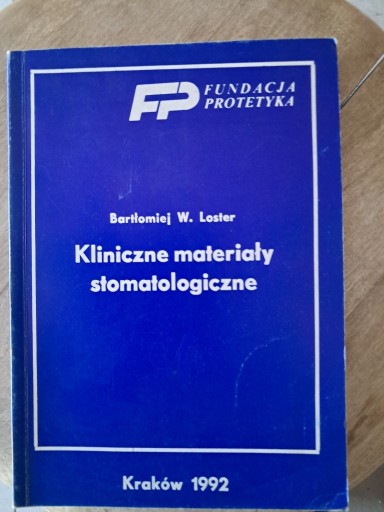 FP FUNDACJA
PROTETYKA
Bartłomiej W. Loster
Kliniczne materiały
stomatologiczne
Kraków 1992